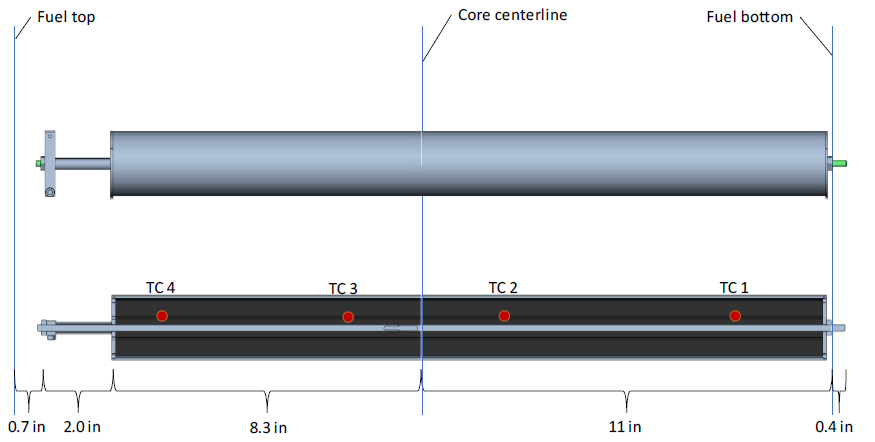 Fuel top
Core centerline
Fuel bottom
TC 4
TC 3
TC 2
TC 1
0.7 in
2.0 in
8.3 in
11 in
0.4 in